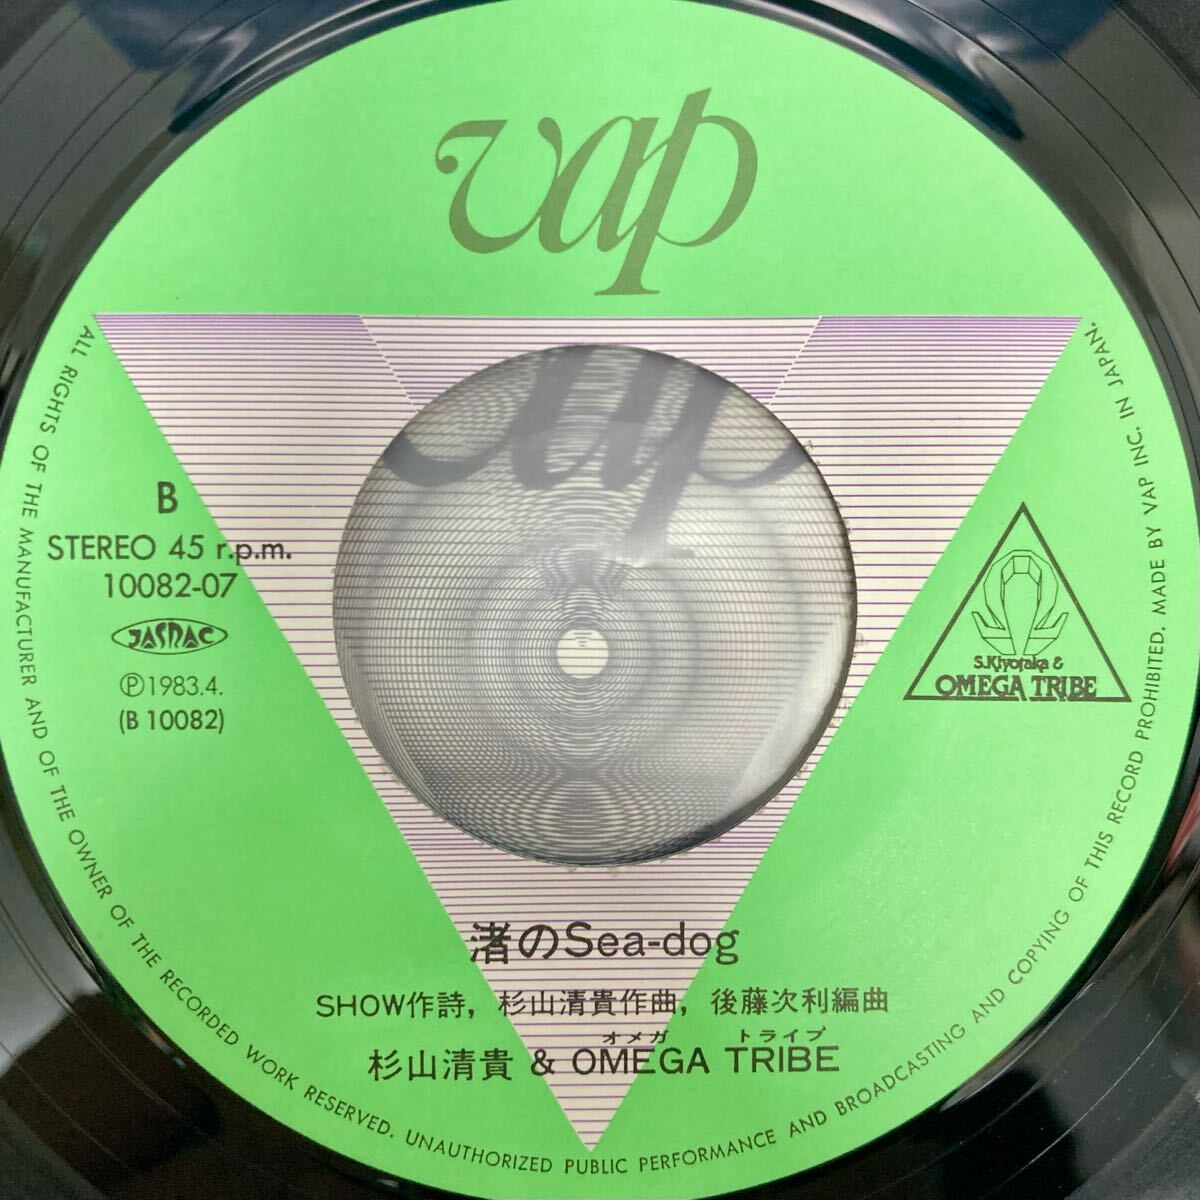 vap
B
STEREO 45 r.p.m.
10082-07
JASRAC
Ⓟ1983.4.
(B 10082)
S.Kiyotaka &
OMEGA TRIBE
渚のSea-dog
SHOW作詩, 杉山清貴作曲, 後藤次利編曲
オメガ トライブ
杉山清貴 & OMEGA TRIBE
ALL RIGHTS OF THE MANUFACTURER AND OF THE OWNER OF THE RECORDED WORK RESERVED. UNAUTHORIZED PUBLIC PERFORMANCE AND BROADCASTING AND COPYING OF THIS RECORD PROHIBITED. MADE BY VAP INC. IN JAPAN.